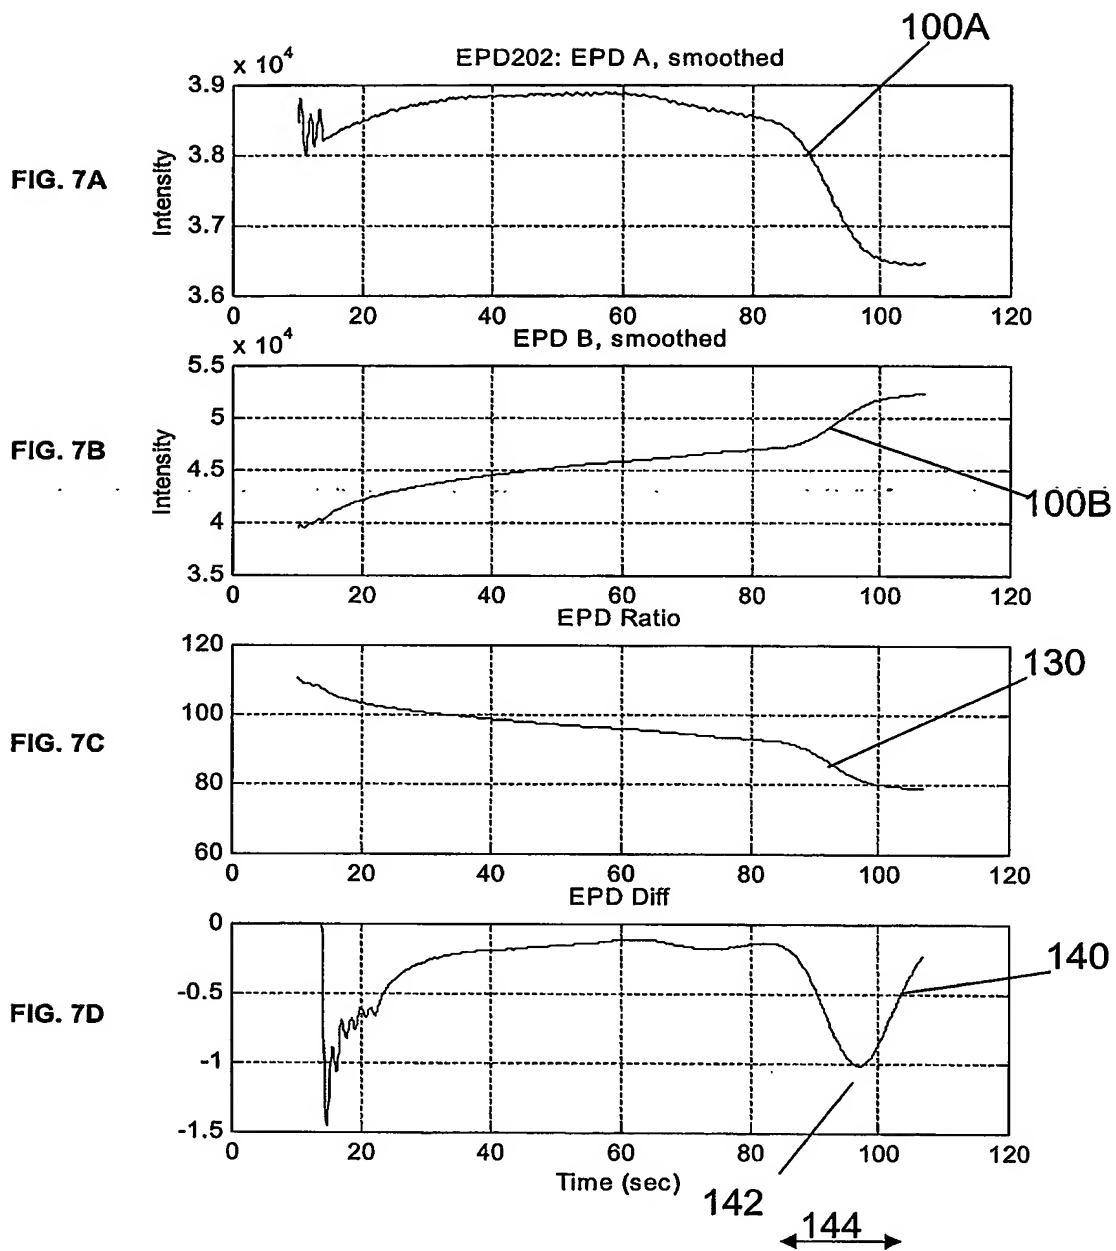 100A
x 10⁴
EPD202: EPD A, smoothed
3.9
3.8
3.7
3.6
FIG. 7A
Intensity
0 20 40 60 80 100 120
x 10⁴
EPD B, smoothed
5.5
5
4.5
4
3.5
FIG. 7B
Intensity
100B
0 20 40 60 80 100 120
EPD Ratio
120
100
80
60
FIG. 7C
130
0 20 40 60 80 100 120
EPD Diff
0
-0.5
-1
-1.5
FIG. 7D
140
0 20 40 60 80 100 120
Time (sec)
142
144